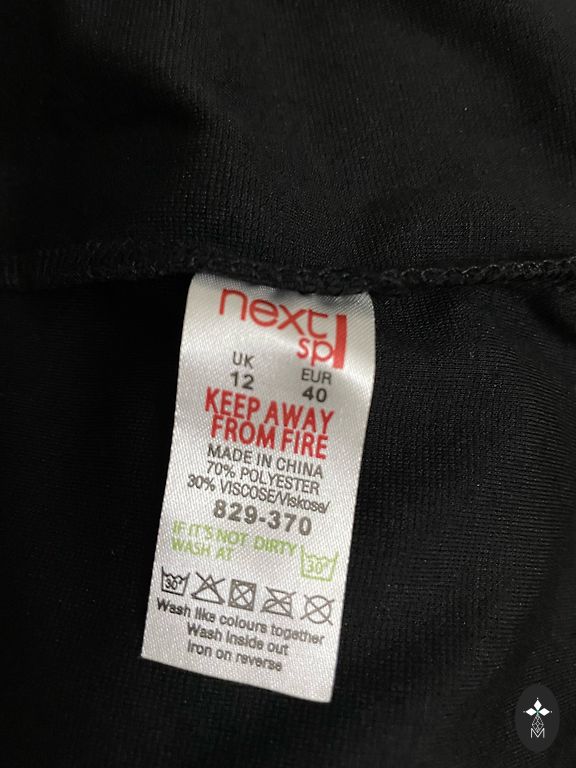 next
sp
UK EUR
12 40
KEEP AWAY
FROM FIRE
MADE IN CHINA
70% POLYESTER
30% VISCOSE/Viskose/
829-370
IF IT'S NOT DIRTY
WASH AT 30°
30°
Wash like colours together
Wash inside out
Iron on reverse
M